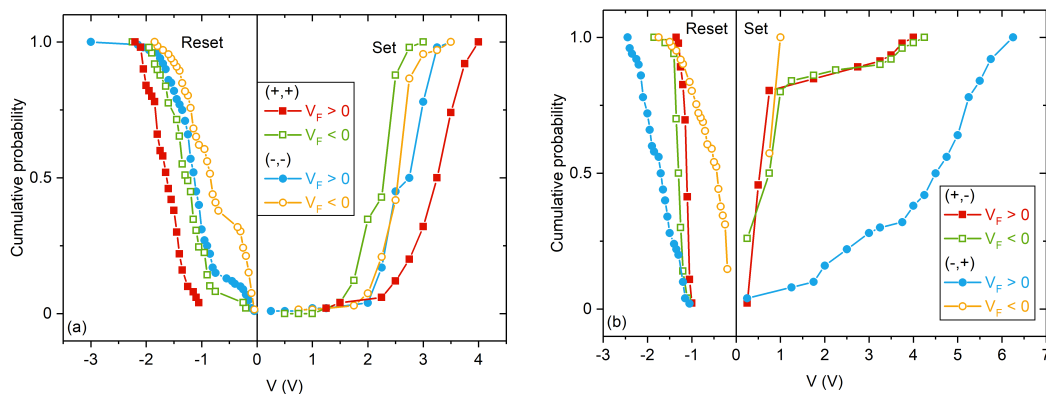 Reset
Set
(+,+)
V_F > 0
V_F < 0
(-,-)
V_F > 0
V_F < 0
1.0
0.5
0
Cumulative probability
(a)
-3 -2 -1 0 1 2 3 4
V (V)
Reset
Set
(+,-)
V_F > 0
V_F < 0
(-,+)
V_F > 0
V_F < 0
1.0
0.5
0
Cumulative probability
(b)
-3 -2 -1 0 1 2 3 4 5 6 7
V (V)